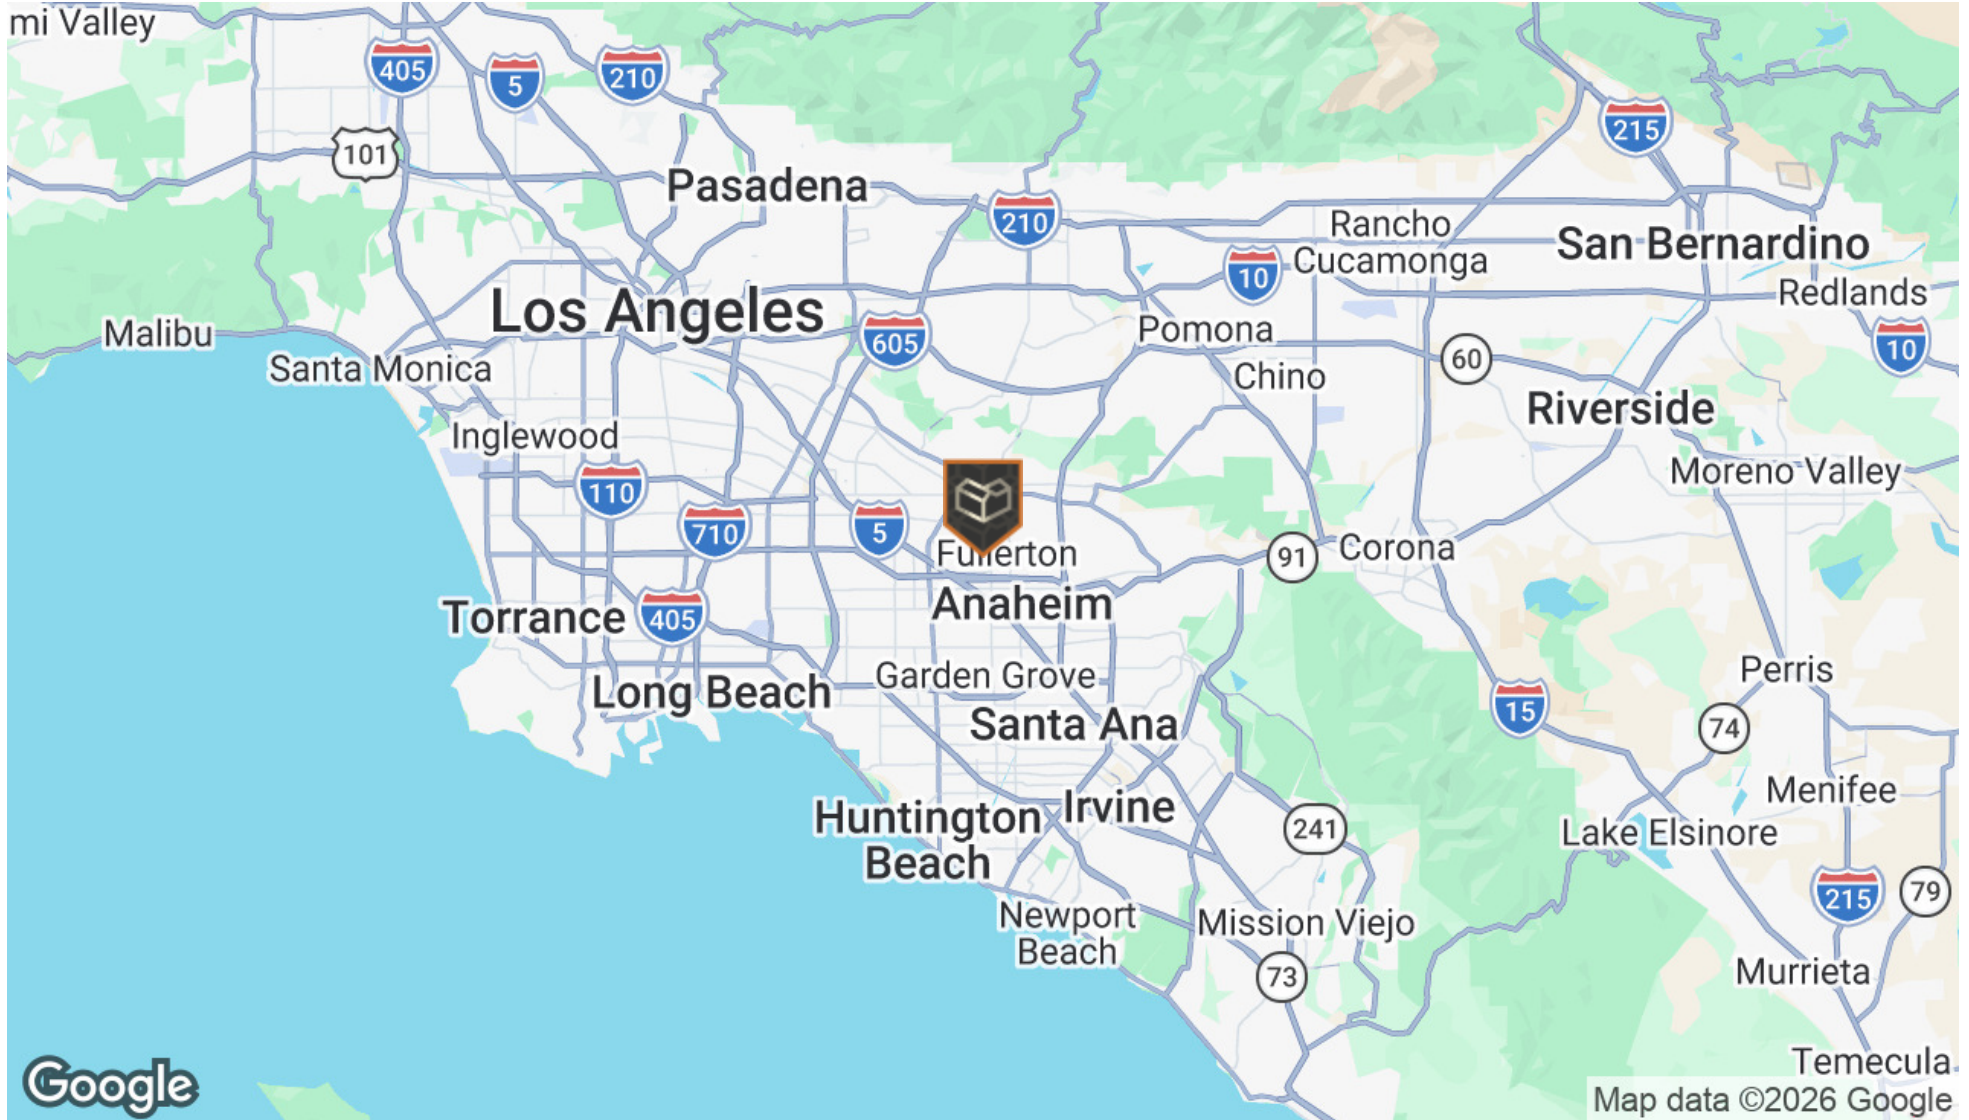 mi Valley
405
5
210
215
101
Pasadena
210
Rancho
Cucamonga
San Bernardino
10
Redlands
Los Angeles
Malibu
605
Pomona
60
10
Santa Monica
Chino
Riverside
Inglewood
Moreno Valley
110
710
5
Fullerton
91
Corona
Anaheim
Torrance
405
Garden Grove
Perris
Long Beach
15
74
Santa Ana
Menifee
Huntington
Beach
Irvine
241
Lake Elsinore
215
79
Newport
Beach
Mission Viejo
73
Murrieta
Temecula
Google
Map data ©2026 Google